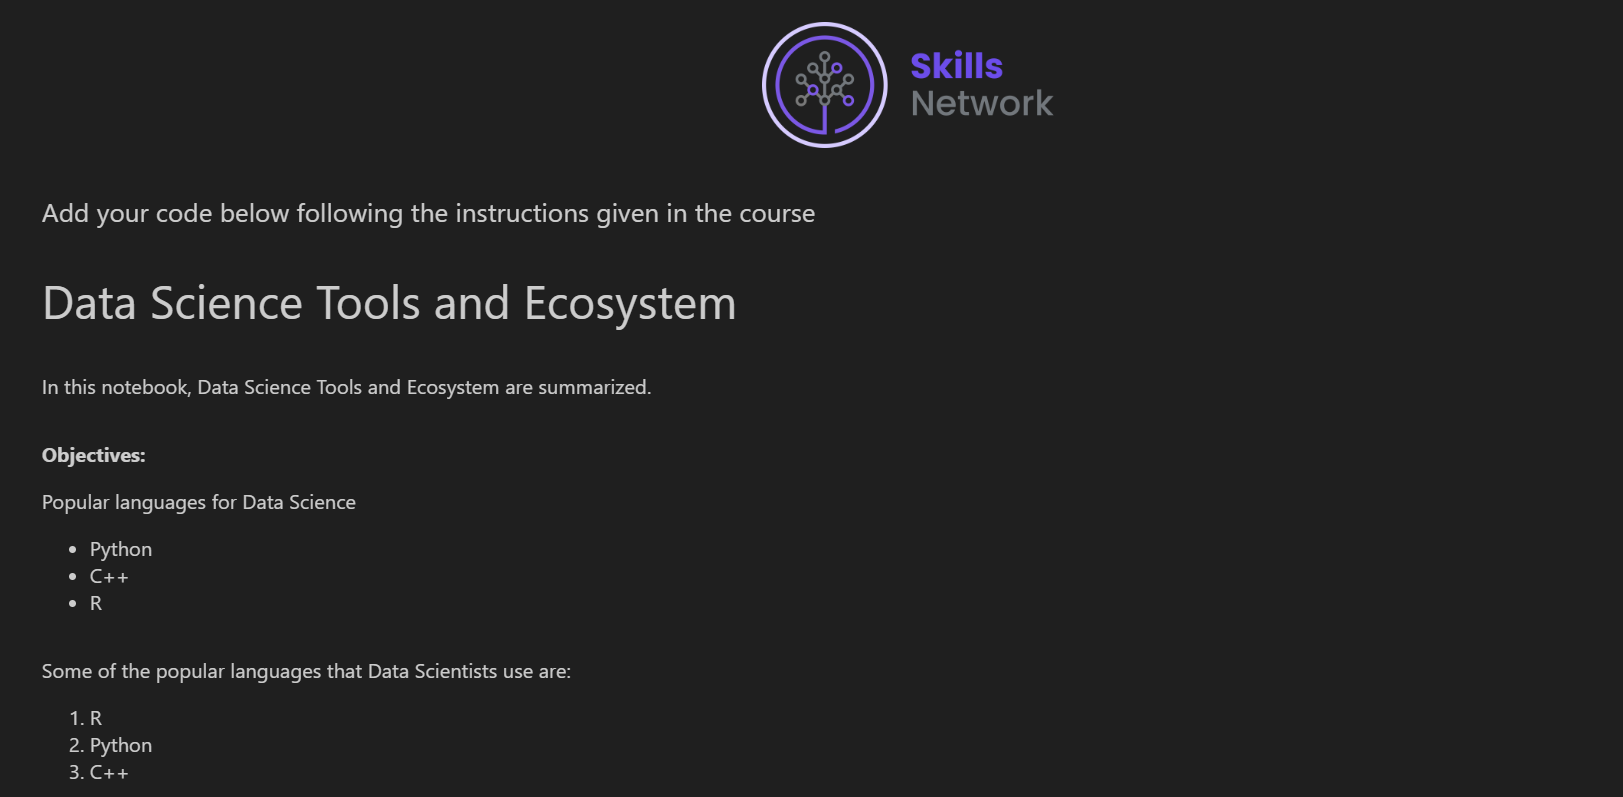 Skills
Network
Add your code below following the instructions given in the course
Data Science Tools and Ecosystem
In this notebook, Data Science Tools and Ecosystem are summarized.
Objectives:
Popular languages for Data Science
• Python
• C++
• R
Some of the popular languages that Data Scientists use are:
1. R
2. Python
3. C++